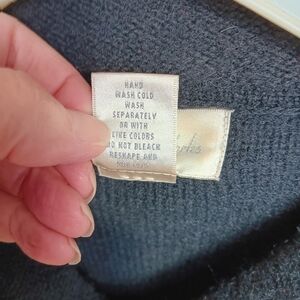 HAND
WASH COLD
WASH
SEPARATELY
OR WITH
LIKE COLORS
DO NOT BLEACH
RESHAPE AND